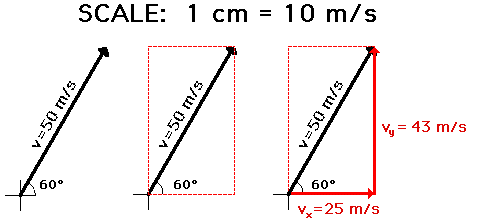 SCALE: 1 cm = 10 m/s
v=50 m/s
60°
v=50 m/s
60°
v=50 m/s
60°
vy = 43 m/s
vx=25 m/s